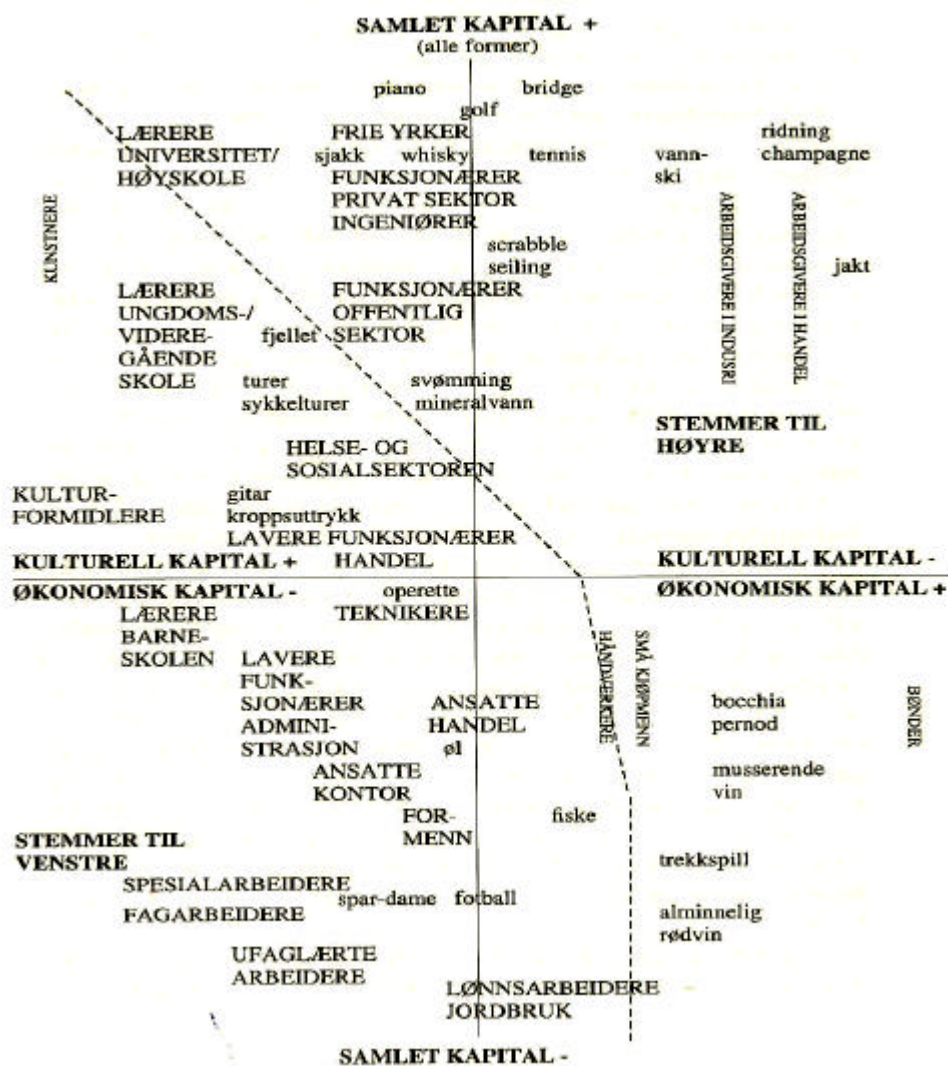 SAMLET KAPITAL +
(alle former)
piano bridge
golf
LÆRERE FRIE YRKER ridning
UNIVERSITET/ sjakk whisky tennis vann- champagne
HØYSKOLE FUNKSJONÆRER ski
PRIVAT SEKTOR
INGENIØRER
KUNSTNERE
ARBEIDSGIVERE I INDUSRI
ARBEIDSGIVERE I HANDEL
scrabble
seiling jakt
LÆRERE FUNKSJONÆRER
UNGDOMS-/ OFFENTLIG
VIDERE- fjellet SEKTOR
GÅENDE
SKOLE turer svømming
sykkelturer mineralvann
STEMMER TIL
HØYRE
HELSE- OG
SOSIALSEKTOREN
KULTUR- gitar
FORMIDLERE kroppsuttrykk
LAVERE FUNKSJONÆRER
KULTURELL KAPITAL + HANDEL KULTURELL KAPITAL -
ØKONOMISK KAPITAL - operette ØKONOMISK KAPITAL +
LÆRERE TEKNIKERE
BARNE-
SKOLEN LAVERE
FUNK-
SJONÆRER ANSATTE bocchia
ADMINI- HANDEL pernod
STRASJON øl
HÅNDVERKERE
SMÅ KJØPMENN
BØNDER
ANSATTE musserende
KONTOR vin
FOR- fiske
MENN
STEMMER TIL
VENSTRE
trekkspill
SPESIALARBEIDERE
spar-dame fotball
FAGARBEIDERE alminnelig
rødvin
UFAGLÆRTE
ARBEIDERE
LØNNSARBEIDERE
JORDBRUK
SAMLET KAPITAL -